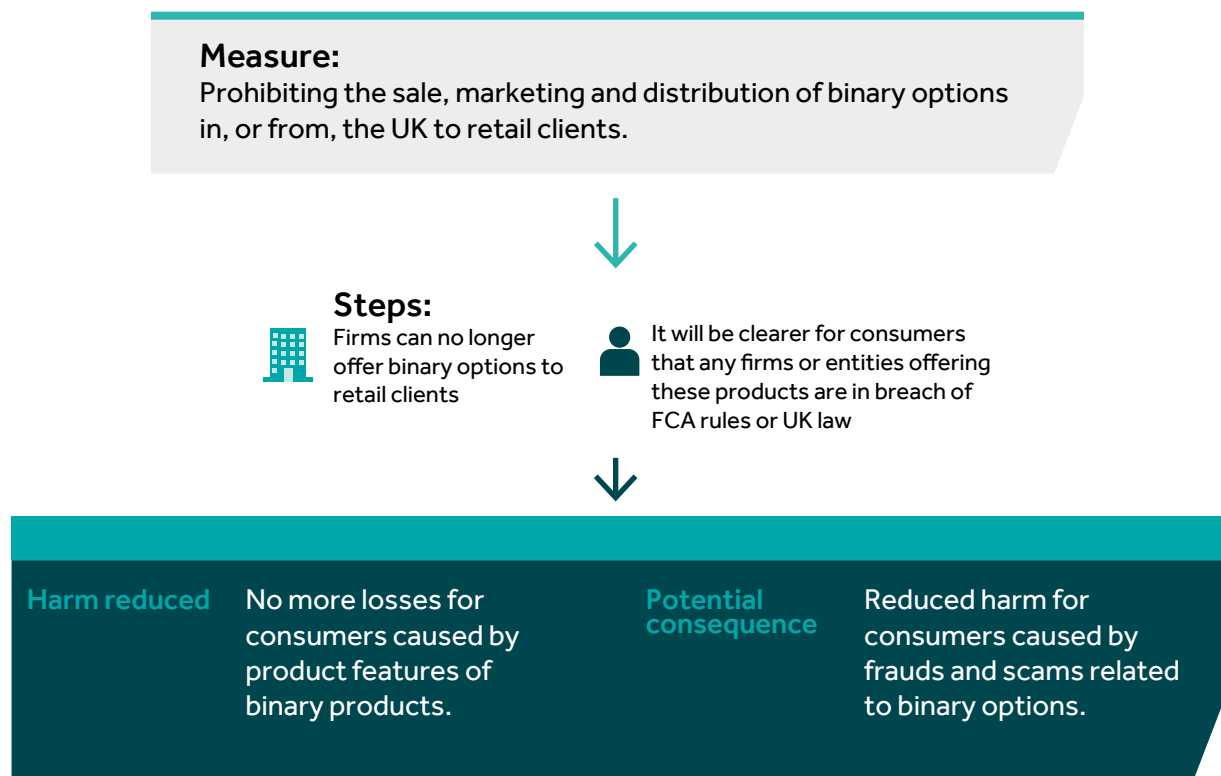 Measure:
Prohibiting the sale, marketing and distribution of binary options
in, or from, the UK to retail clients.
Steps:
Firms can no longer
offer binary options to
retail clients
It will be clearer for consumers
that any firms or entities offering
these products are in breach of
FCA rules or UK law
Harm reduced
No more losses for
consumers caused by
product features of
binary products.
Potential
consequence
Reduced harm for
consumers caused by
frauds and scams related
to binary options.